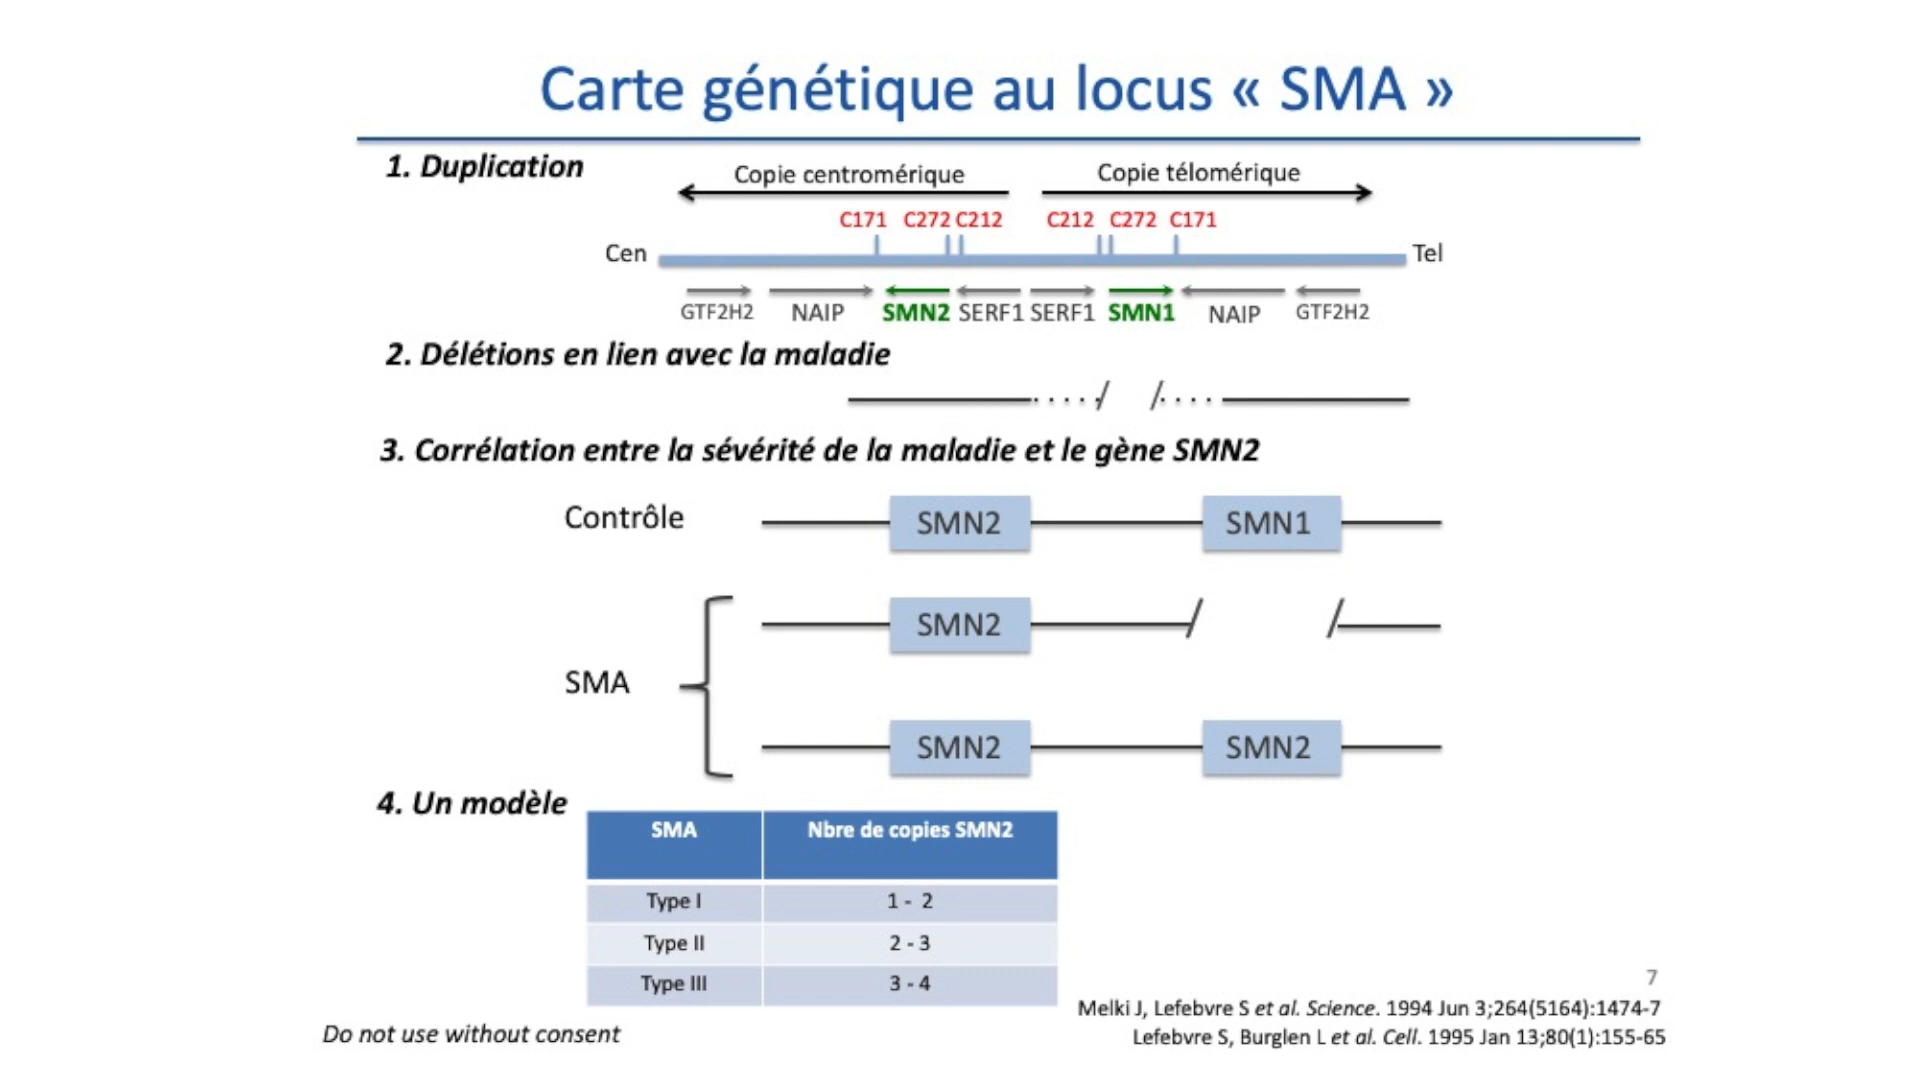 Carte génétique au locus « SMA »
1. Duplication
Copie centromérique
Copie télomérique
C171 C272 C212 C212 C272 C171
Cen
Tel
GTF2H2 NAIP SMN2 SERF1 SERF1 SMN1 NAIP GTF2H2
2. Délétions en lien avec la maladie
3. Corrélation entre la sévérité de la maladie et le gène SMN2
Contrôle
SMN2
SMN1
SMN2
SMA
SMN2
SMN2
4. Un modèle
SMA
Nbre de copies SMN2
Type I
1 - 2
Type II
2 - 3
Type III
3 - 4
7
Melki J, Lefebvre S et al. Science. 1994 Jun 3;264(5164):1474-7
Do not use without consent
Lefebvre S, Burglen L et al. Cell. 1995 Jan 13;80(1):155-65